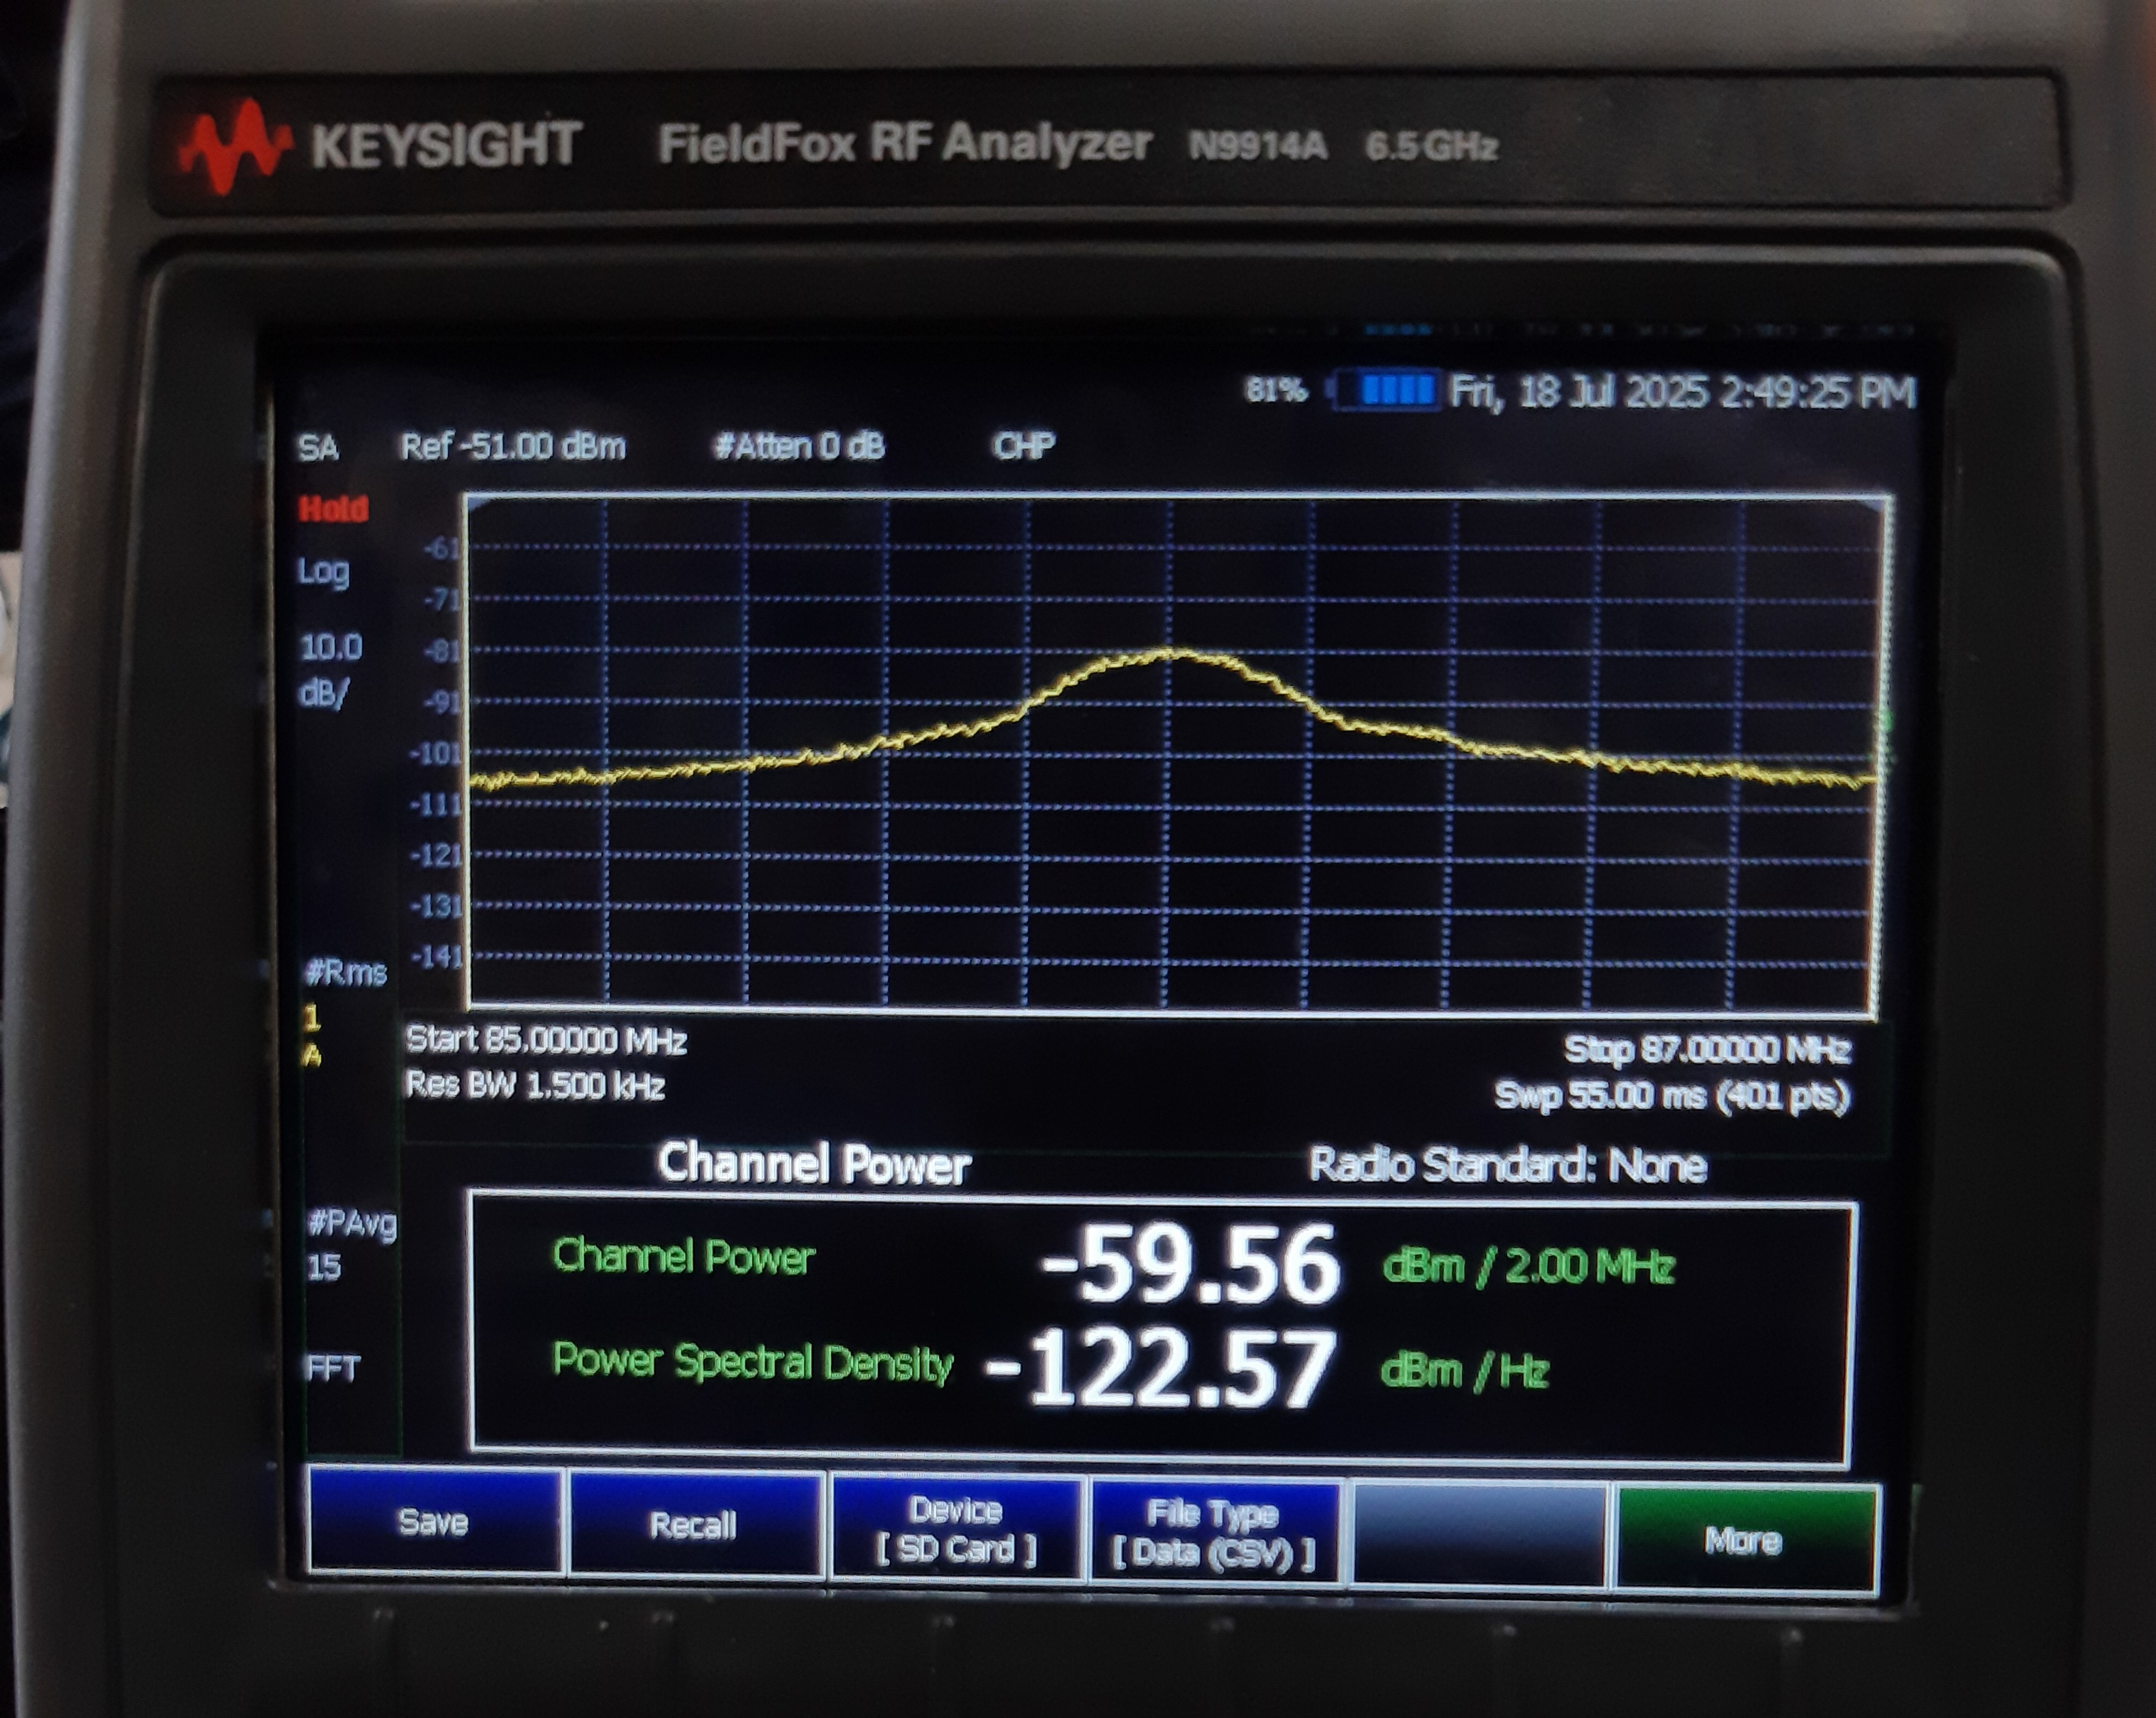 KEYSIGHT FieldFox RF Analyzer N9914A 6.5 GHz
81% Fri, 18 Jul 2025 2:49:25 PM
SA Ref -51.00 dBm #Atten 0 dB CHP
Hold
Log
10.0
dB/
-61
-71
-81
-91
-101
-111
-121
-131
-141
#Rms
1
A
Start 85.00000 MHz Stop 87.00000 MHz
Res BW 1.500 kHz Swp 55.00 ms (401 pts)
Channel Power Radio Standard: None
#PAvg
15
FFT
Channel Power -59.56 dBm / 2.00 MHz
Power Spectral Density -122.57 dBm / Hz
Save
Recall
Device
[ SD Card ]
File Type
[ Data (CSV) ]
More